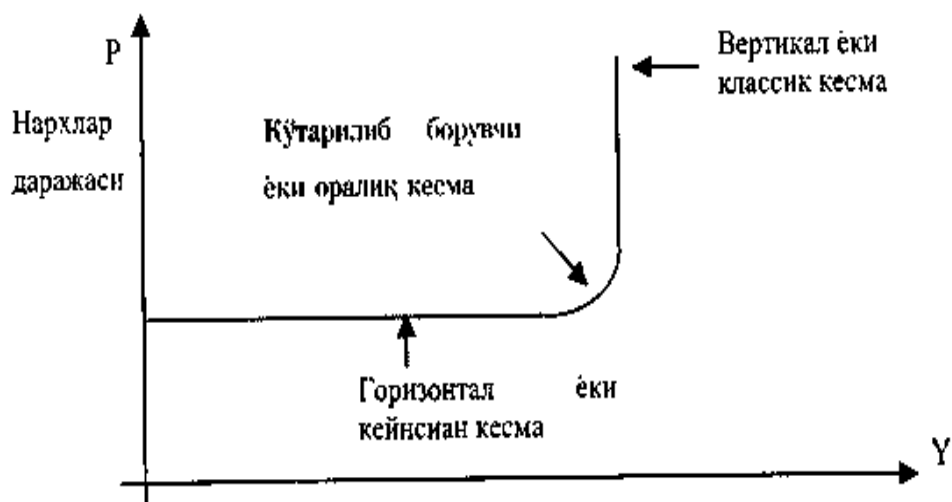 P
Нархлар
даражаси
Кўтарилиб борувчи
ёки оралиқ кесма
Вертикал ёки
классик кесма
Горизонтал ёки
кейнсиан кесма
Y